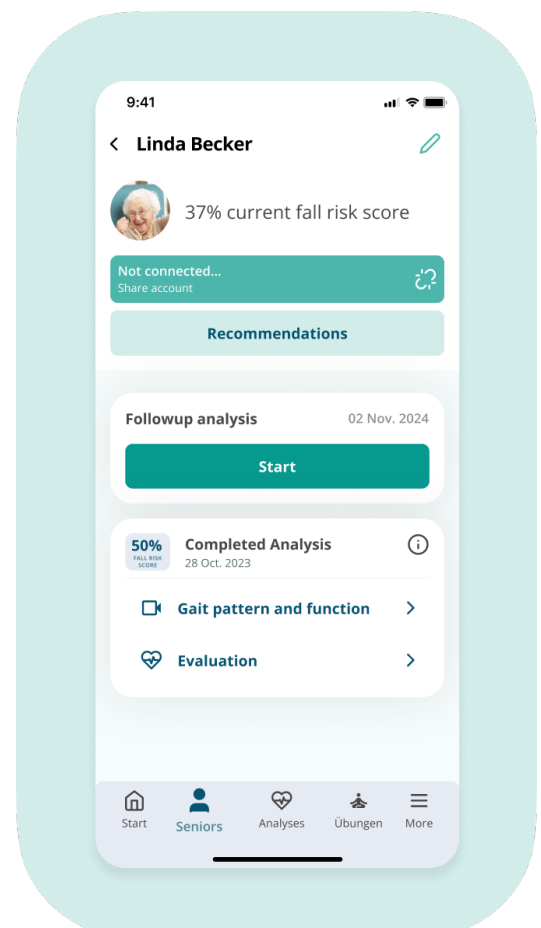 9:41
Linda Becker
37% current fall risk score
Not connected...
Share account
Recommendations
Followup analysis 02 Nov. 2024
Start
50%
FALL RISK
SCORE
Completed Analysis
28 Oct. 2023
Gait pattern and function
Evaluation
Start Seniors Analyses Übungen More